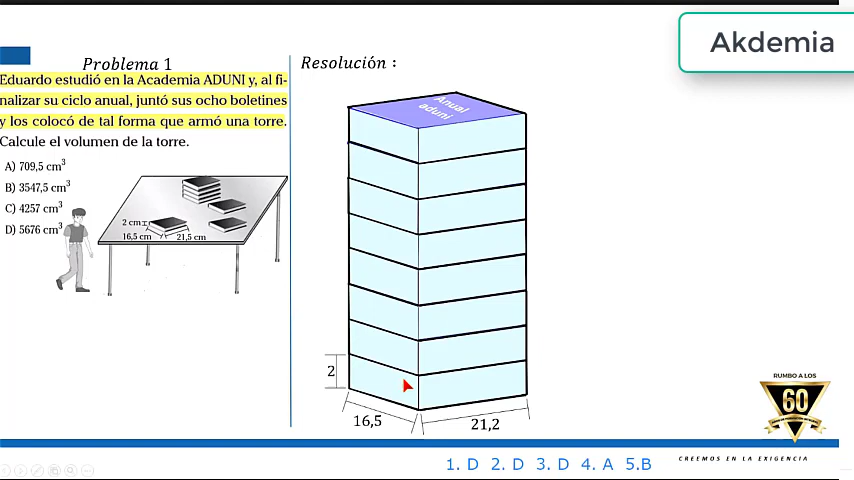 Akdemia
Problema 1
Eduardo estudió en la Academia ADUNI y, al fi-
nalizar su ciclo anual, juntó sus ocho boletines
y los colocó de tal forma que armó una torre.
Calcule el volumen de la torre.
A) 709,5 cm³
B) 3547,5 cm³
C) 4257 cm³
D) 5676 cm³
2 cm
16,5 cm
21,5 cm
Resolución :
Anual
aduni
2
16,5
21,2
RUMBO A LOS
60
CREEMOS EN LA EXIGENCIA
1. D 2. D 3. D 4. A 5.B